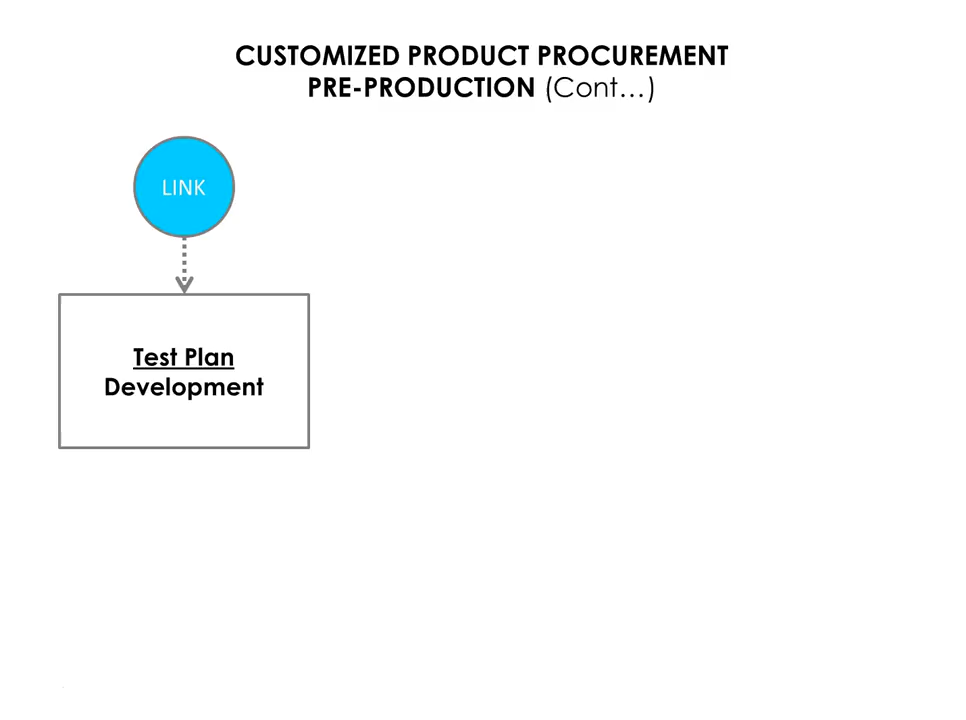 CUSTOMIZED PRODUCT PROCUREMENT
PRE-PRODUCTION (Cont…)
LINK
Test Plan
Development